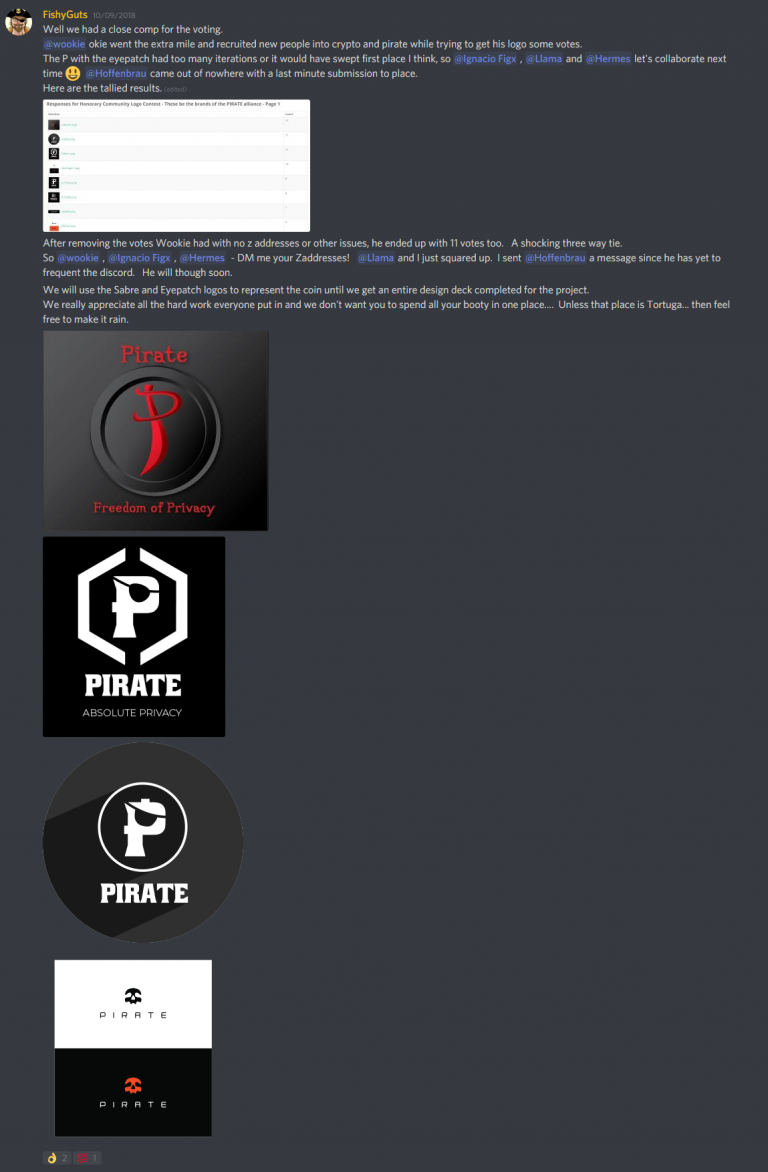 FishyGuts 10/09/2018
Well we had a close comp for the voting.
@wookie okie went the extra mile and recruited new people into crypto and pirate while trying to get his logo some votes.
The P with the eyepatch had too many iterations or it would have swept first place I think, so @Ignacio Figx , @Llama and @Hermes let's collaborate next
time @Hoffenbrau came out of nowhere with a last minute submission to place.
Here are the tallied results. (edited)
Responses for Honorary Community Logo Contest - These be the brands of the PIRATE alliance - Page 1
After removing the votes Wookie had with no z addresses or other issues, he ended up with 11 votes too. A shocking three way tie.
So @wookie , @Ignacio Figx , @Hermes - DM me your Zaddresses! @Llama and I just squared up. I sent @Hoffenbrau a message since he has yet to
frequent the discord. He will though soon.
We will use the Sabre and Eyepatch logos to represent the coin until we get an entire design deck completed for the project.
We really appreciate all the hard work everyone put in and we don't want you to spend all your booty in one place.... Unless that place is Tortuga... then feel
free to make it rain.
Pirate
Freedom of Privacy
P
PIRATE
ABSOLUTE PRIVACY
P
PIRATE
PIRATE
PIRATE
2 1